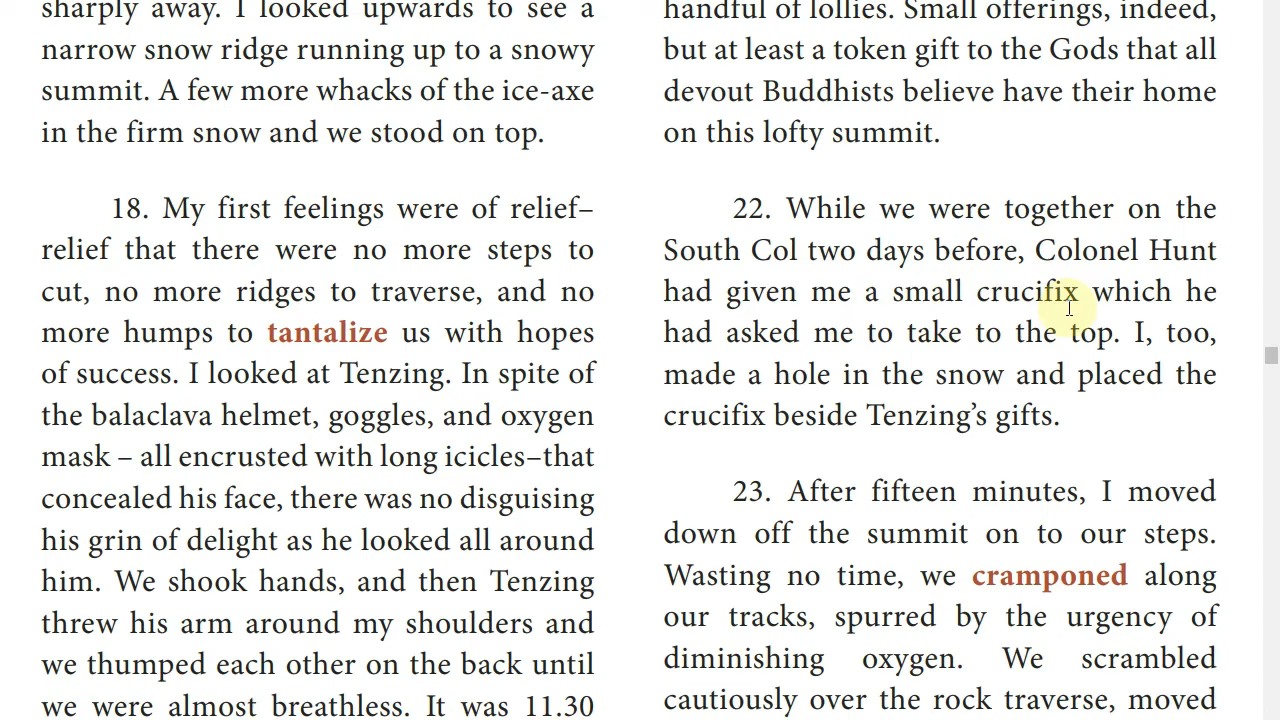 sharply away. I looked upwards to see a
narrow snow ridge running up to a snowy
summit. A few more whacks of the ice-axe
in the firm snow and we stood on top.
18. My first feelings were of relief–
relief that there were no more steps to
cut, no more ridges to traverse, and no
more humps to tantalize us with hopes
of success. I looked at Tenzing. In spite of
the balaclava helmet, goggles, and oxygen
mask – all encrusted with long icicles–that
concealed his face, there was no disguising
his grin of delight as he looked all around
him. We shook hands, and then Tenzing
threw his arm around my shoulders and
we thumped each other on the back until
we were almost breathless. It was 11.30
handful of lollies. Small offerings, indeed,
but at least a token gift to the Gods that all
devout Buddhists believe have their home
on this lofty summit.
22. While we were together on the
South Col two days before, Colonel Hunt
had given me a small crucifix which he
had asked me to take to the top. I, too,
made a hole in the snow and placed the
crucifix beside Tenzing’s gifts.
23. After fifteen minutes, I moved
down off the summit on to our steps.
Wasting no time, we cramponed along
our tracks, spurred by the urgency of
diminishing oxygen. We scrambled
cautiously over the rock traverse, moved